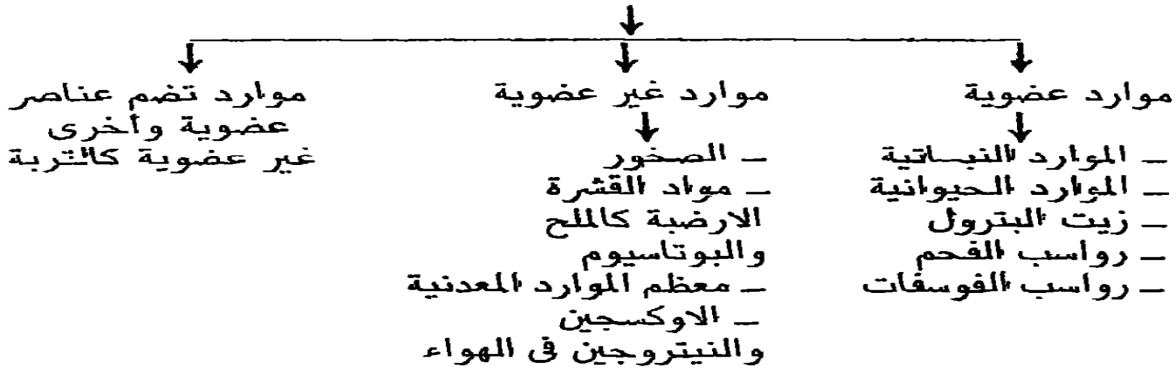 موارد عضوية
ـ الموارد النباتية
ـ الموارد الحيوانية
ـ زيت البترول
ـ رواسب الفحم
ـ رواسب الفوسفات
موارد غير عضوية
ـ الصخور
ـ مواد القشرة
الارضية كالملح
والبوتاسيوم
ـ معظم الموارد المعدنية
ـ الاوكسجين
والنيتروجين فى الهواء
موارد تضم عناصر
عضوية وأخرى
غير عضوية كالتربة